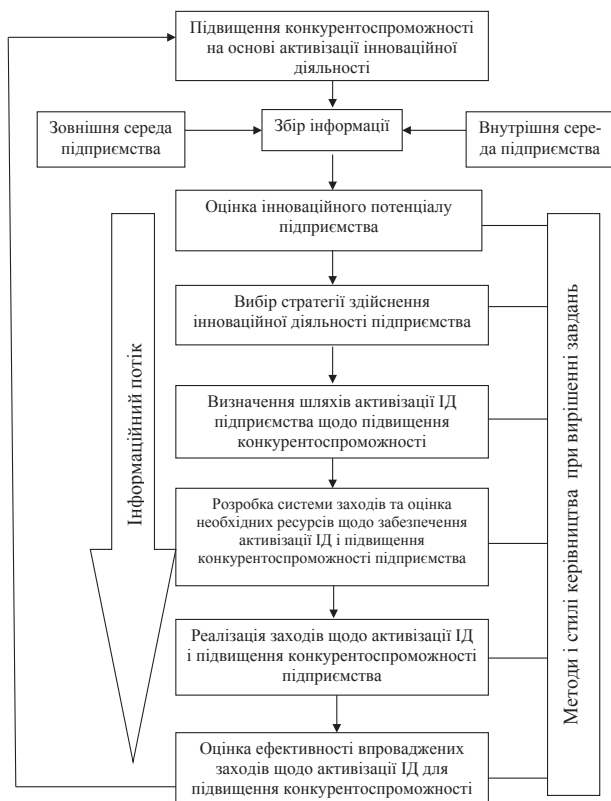 Підвищення конкурентоспроможності
на основі активізації інноваційної
діяльності
Зовнішня середа
підприємства
Збір інформації
Внутрішня сере-
да підприємства
Оцінка інноваційного потенціалу
підприємства
Вибір стратегії здійснення
інноваційної діяльності підприємства
Визначення шляхів активізації ІД
підприємства щодо підвищення
конкурентоспроможності
Розробка системи заходів та оцінка
необхідних ресурсів щодо забезпечення
активізації ІД і підвищення
конкурентоспроможності підприємства
Реалізація заходів щодо активізації ІД
і підвищення конкурентоспроможності
підприємства
Оцінка ефективності впроваджених
заходів щодо активізації ІД для
підвищення конкурентоспроможності
Інформаційний потік
Методи і стилі керівництва при вирішенні завдань